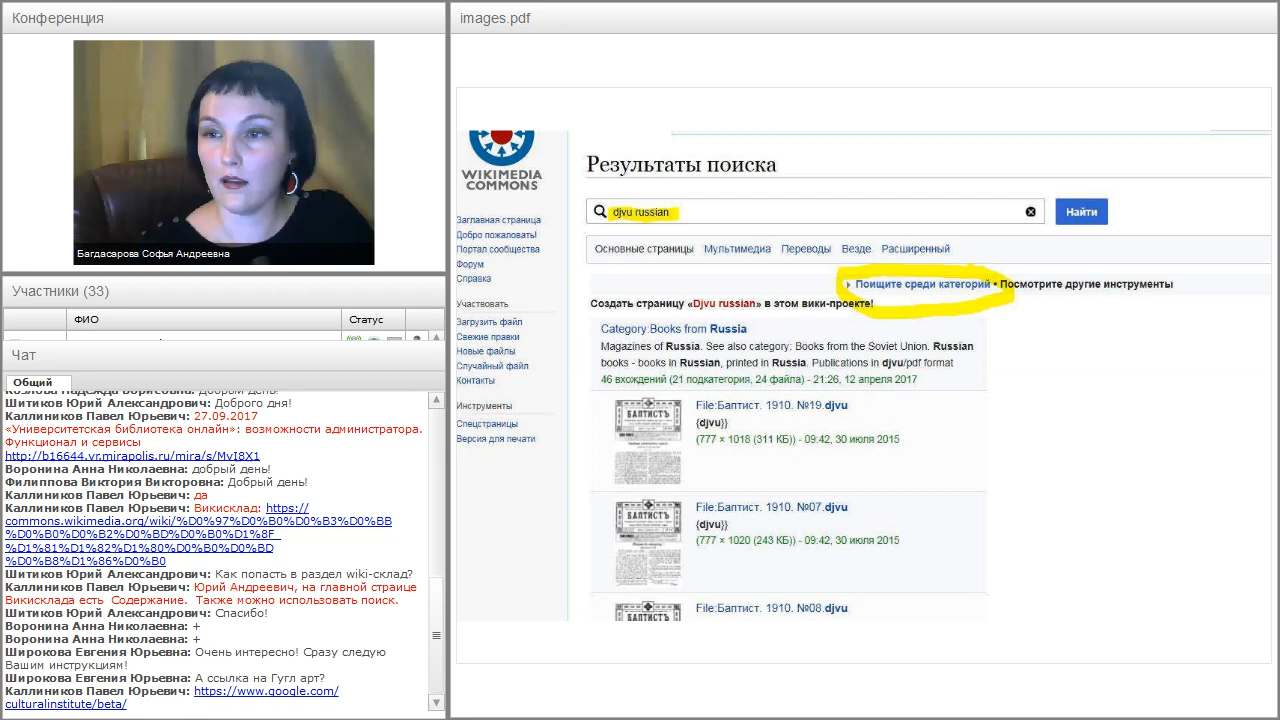 Конференция
Багдасарова Софья Андреевна
Участники (33)
ФИО
Статус
Чат
Общий
Шитиков Юрий Александрович: Доброго дня!
Каллиников Павел Юрьевич: 27.09.2017
«Университетская библиотека онлайн»: возможности администратора.
Функционал и сервисы
http://b16644.vr.mirapolis.ru/mira/s/MvI8X1
Воронина Анна Николаевна: добрый день!
Филиппова Виктория Викторовна: Добрый день!
Каллиников Павел Юрьевич: да
Каллиников Павел Юрьевич: Викисклад: https://
commons.wikimedia.org/wiki/%D0%97%D0%B0%D0%B3%D0%BB
%D0%B0%D0%B2%D0%BD%D0%B0%D1%8F_
%D1%81%D1%82%D1%80%D0%B0%D0%BD
%D0%B8%D1%86%D0%B0
Шитиков Юрий Александрович: Как попасть в раздел wiki-склад?
Каллиников Павел Юрьевич: Юрий Андреевич, на главной страице
Викисклада есть Содержание. Также можно использовать поиск.
Шитиков Юрий Александрович: Спасибо!
Воронина Анна Николаевна: +
Воронина Анна Николаевна: +
Широкова Евгения Юрьевна: Очень интересно! Сразу следую
Вашим инструкциям!
Широкова Евгения Юрьевна: А ссылка на Гугл арт?
Каллиников Павел Юрьевич: https://www.google.com/
culturalinstitute/beta/
images.pdf
WIKIMEDIA
COMMONS
Заглавная страница
Добро пожаловать!
Портал сообщества
Форум
Справка
Участвовать
Загрузить файл
Свежие правки
Новые файлы
Случайный файл
Контакты
Инструменты
Спецстраницы
Версия для печати
Результаты поиска
djvu russian
Найти
Основные страницы Мультимедиа Переводы Везде Расширенный
Поищите среди категорий • Посмотрите другие инструменты
Создать страницу «Djvu russian» в этом вики-проекте!
Category:Books from Russia
Magazines of Russia. See also category: Books from the Soviet Union. Russian
books - books in Russian, printed in Russia. Publications in djvu/pdf format
46 вхождений (21 подкатегория, 24 файла) - 21:26, 12 апреля 2017
БАПТИСТЪ
File:Баптист. 1910. №19.djvu
{djvu}}
(777 × 1018 (311 КБ)) - 09:42, 30 июля 2015
БАПТИСТЪ
File:Баптист. 1910. №07.djvu
{djvu}}
(777 × 1020 (243 КБ)) - 09:42, 30 июля 2015
БАПТИСТЪ
File:Баптист. 1910. №08.djvu